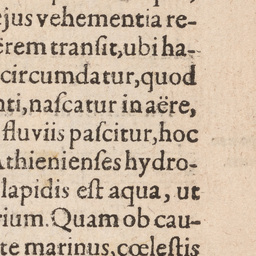 ejus vehementia re-
ërem transit, ubi ha-
circumdatur, quod
nti, nascatur in aëre,
fluviis pascitur, hoc
Athienienses hydro-
lapidis est aqua, ut
rium. Quam ob cau-
te marinus, cœlestis